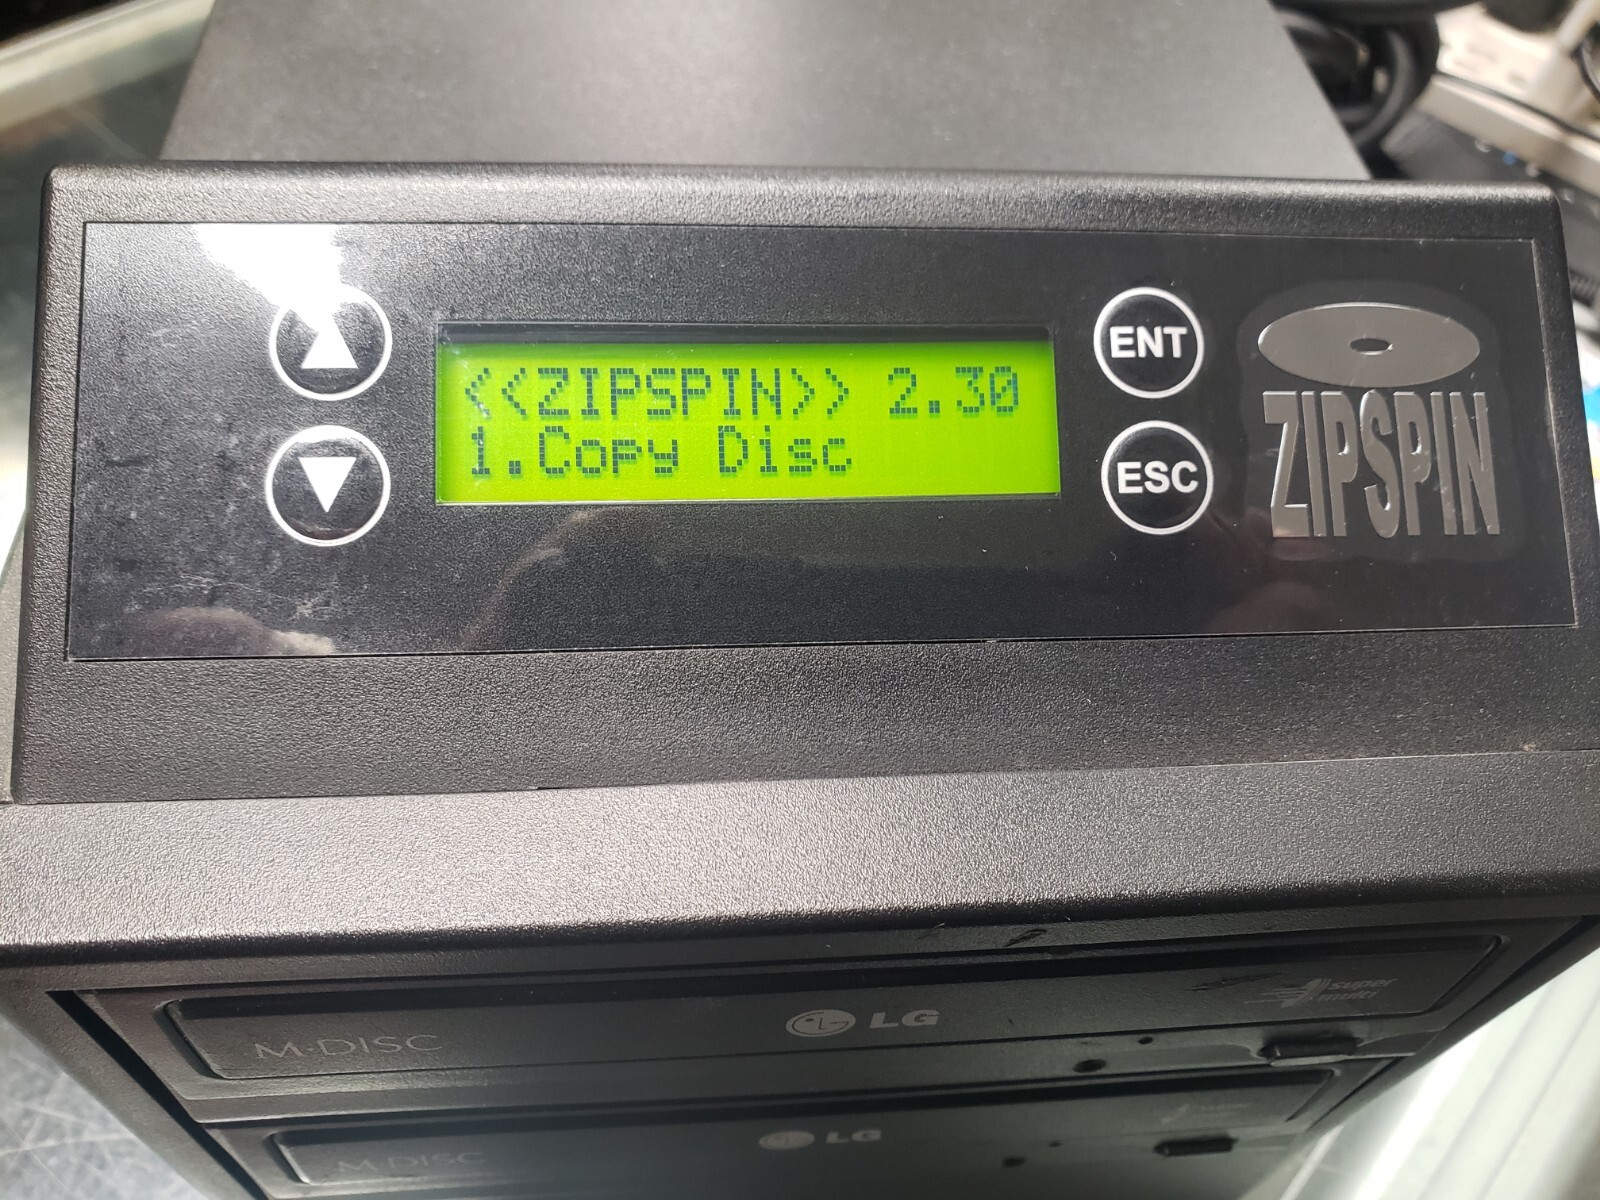 <<ZIPSPIN>> 2.30
1.Copy Disc
ENT
ESC
ZIPSPIN
M·DISC
LG
Super
multi
M·DISC
LG